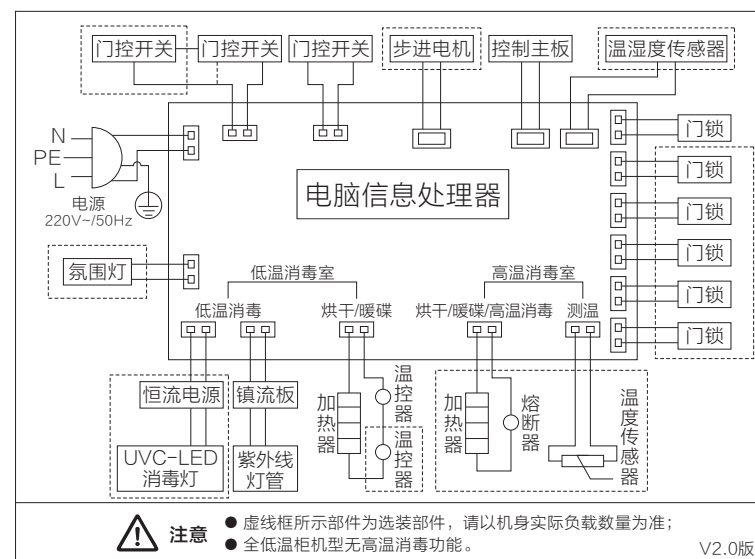 门控开关 门控开关 门控开关 步进电机 控制主板 温湿度传感器
N
PE
L
电源
220V~/50Hz
门锁
门锁
门锁
门锁
门锁
门锁
电脑信息处理器
氛围灯
低温消毒室
高温消毒室
低温消毒 烘干/暖碟 烘干/暖碟/高温消毒 测温
恒流电源 镇流板
UVC-LED
消毒灯
紫外线
灯管
加热器
温控器
温控器
加热器
熔断器
温度传感器
注意
● 虚线框所示部件为选装部件，请以机身实际负载数量为准；
● 全低温柜机型无高温消毒功能。
V2.0版